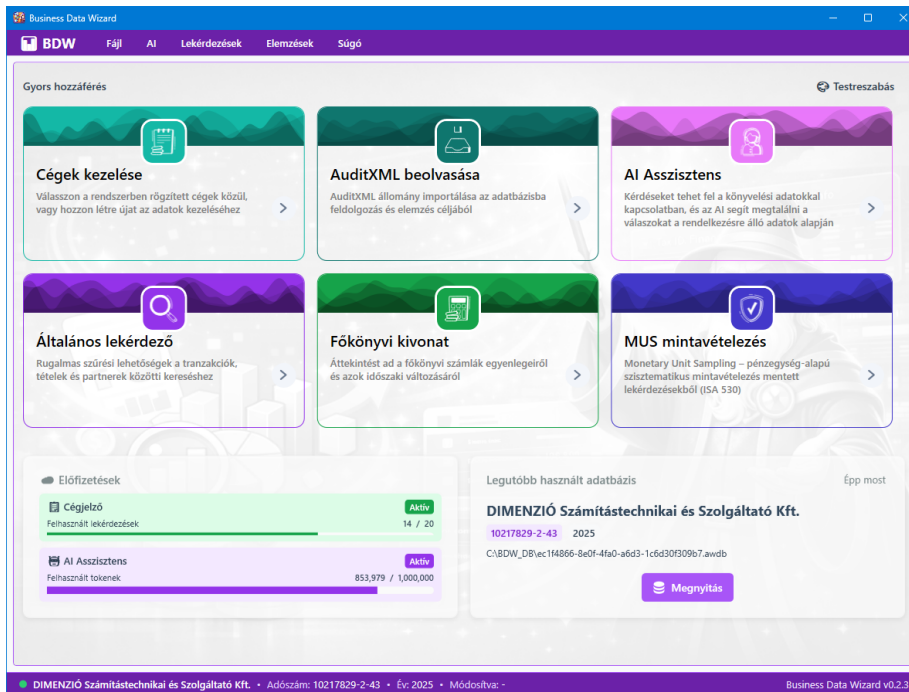 Business Data Wizard
BDW Fájl AI Lekérdezések Elemzések Súgó
Gyors hozzáférés
Testreszabás
Cégek kezelése
Válasszon a rendszerben rögzített cégek közül,
vagy hozzon létre újat az adatok kezeléséhez
AuditXML beolvasása
AuditXML állomány importálása az adatbázisba
feldolgozás és elemzés céljából
AI Asszisztens
Kérdéseket tehet fel a könyvelési adatokkal
kapcsolatban, és az AI segít megtalálni a
válaszokat a rendelkezésre álló adatok alapján
Általános lekérdező
Rugalmas szűrési lehetőségek a tranzakciók,
tételek és partnerek közötti kereséshez
Főkönyvi kivonat
Áttekintést ad a főkönyvi számlák egyenlegeiről
és azok időszaki változásáról
MUS mintavételezés
Monetary Unit Sampling – pénzegység-alapú
szisztematikus mintavételezés mentett
lekérdezésekből (ISA 530)
Előfizetések
Cégjelző Aktív
Felhasznált lekérdezések 14 / 20
AI Asszisztens Aktív
Felhasznált tokenek 853,979 / 1,000,000
Legutóbb használt adatbázis Épp most
DIMENZIÓ Számítástechnikai és Szolgáltató Kft.
10217829-2-43 2025
C:\BDW_DB\ec1f4866-8e0f-4fa0-a6d3-1c6d30f309b7.awdb
Megnyitás
DIMENZIÓ Számítástechnikai és Szolgáltató Kft. • Adószám: 10217829-2-43 • Év: 2025 • Módosítva: -
Business Data Wizard v0.2.3